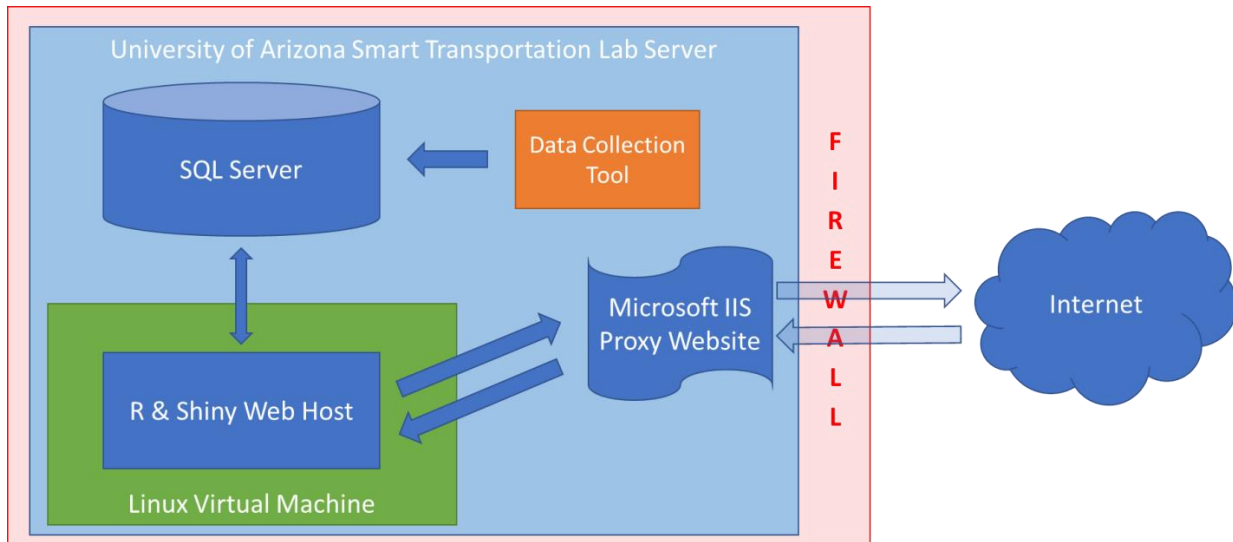 University of Arizona Smart Transportation Lab Server
SQL Server
Data Collection
Tool
Microsoft IIS
Proxy Website
R & Shiny Web Host
Linux Virtual Machine
F
I
R
E
W
A
L
L
Internet